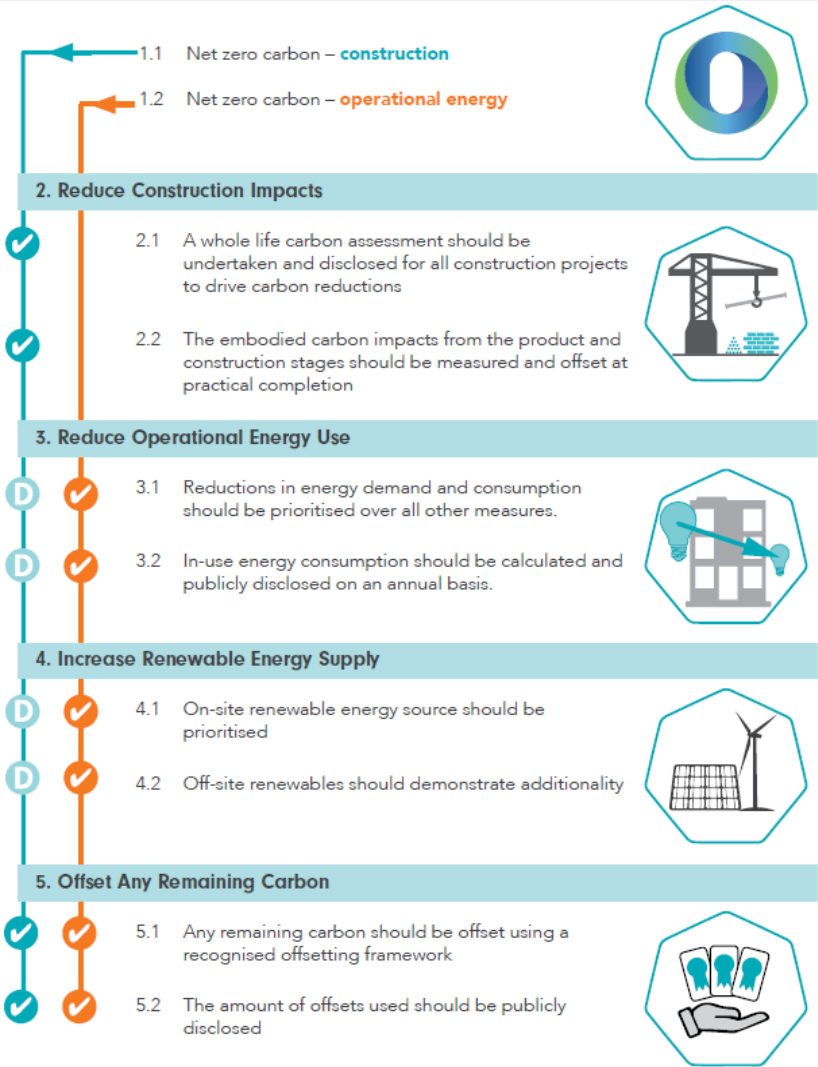 1.1 Net zero carbon – construction
1.2 Net zero carbon – operational energy
2. Reduce Construction Impacts
2.1 A whole life carbon assessment should be
undertaken and disclosed for all construction projects
to drive carbon reductions
2.2 The embodied carbon impacts from the product and
construction stages should be measured and offset at
practical completion
3. Reduce Operational Energy Use
D 3.1 Reductions in energy demand and consumption
should be prioritised over all other measures.
D 3.2 In-use energy consumption should be calculated and
publicly disclosed on an annual basis.
4. Increase Renewable Energy Supply
D 4.1 On-site renewable energy source should be
prioritised
D 4.2 Off-site renewables should demonstrate additionality
5. Offset Any Remaining Carbon
5.1 Any remaining carbon should be offset using a
recognised offsetting framework
5.2 The amount of offsets used should be publicly
disclosed